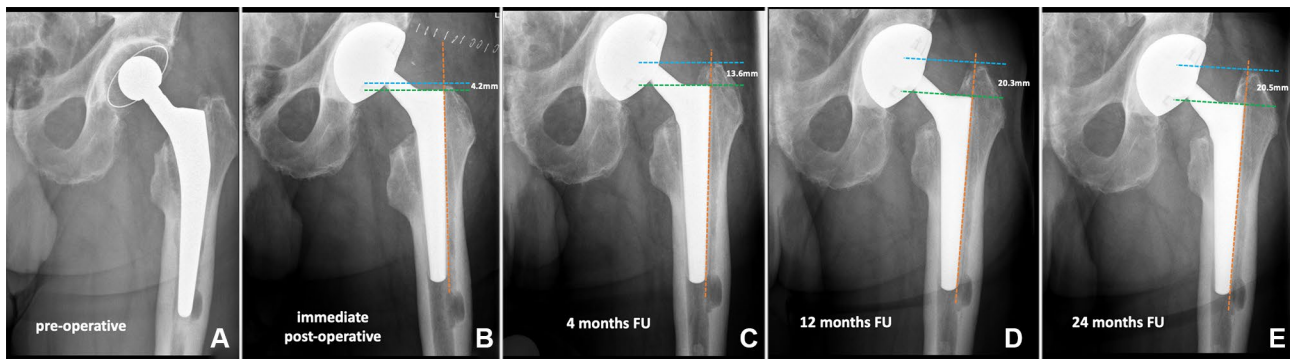 pre-operative
A
4.2mm
immediate
post-operative
B
13.6mm
4 months FU
C
20.3mm
12 months FU
D
20.5mm
24 months FU
E